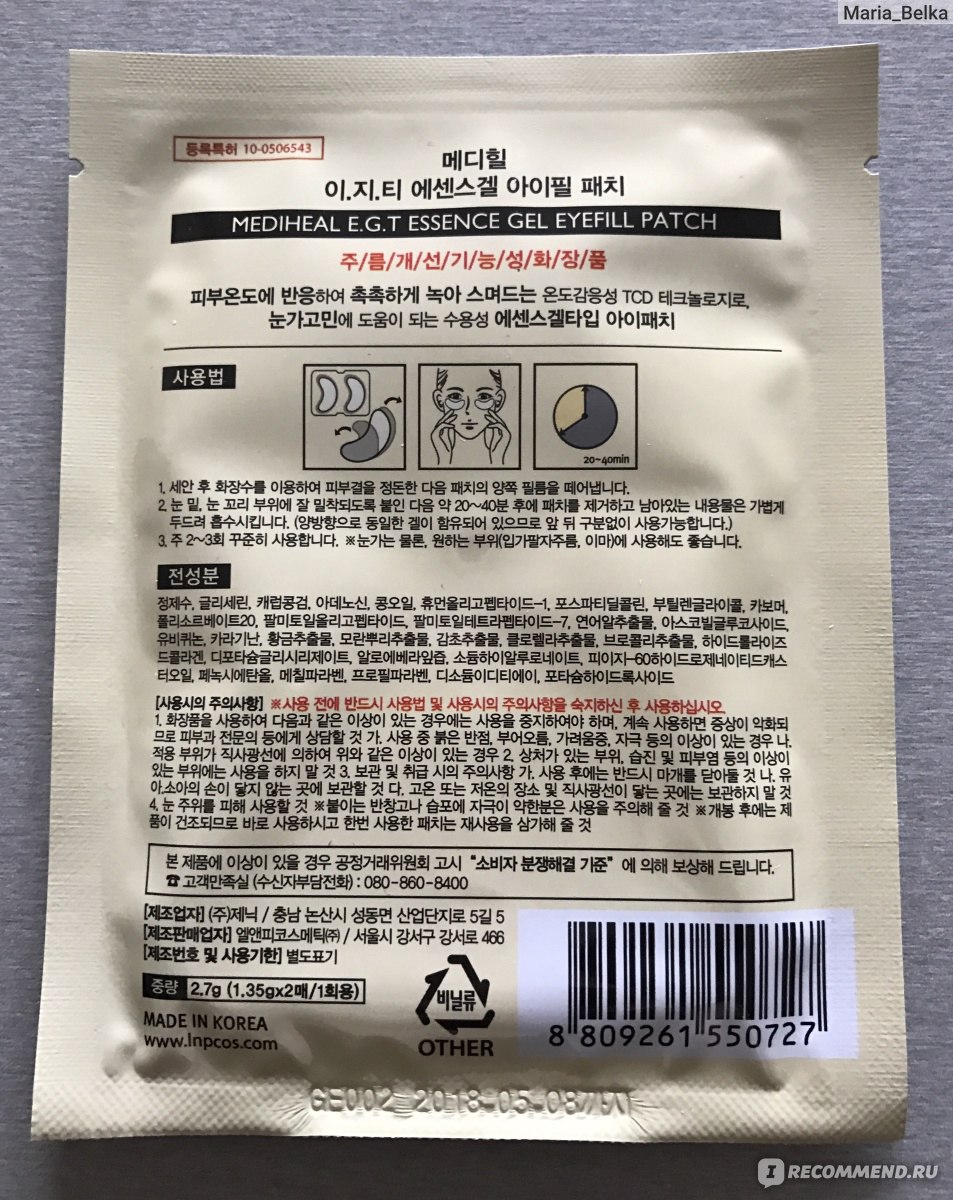 Maria_Belka
등록특허 10-0506543
메디힐
이.지.티 에센스겔 아이필 패치
MEDIHEAL E.G.T ESSENCE GEL EYEFILL PATCH
주/름/개/선/기/능/성/화/장/품
피부온도에 반응하여 촉촉하게 녹아 스며드는 온도감응성 TCD 테크놀로지로,
눈가고민에 도움이 되는 수용성 에센스겔타입 아이패치
사용법
20~40min
1. 세안 후 화장수를 이용하여 피부결을 정돈한 다음 패치의 양쪽 필름을 떼어냅니다.
2. 눈 밑, 눈 꼬리 부위에 잘 밀착되도록 붙인 다음 약 20~40분 후에 패치를 제거하고 남아있는 내용물은 가볍게
두드려 흡수시킵니다. (양방향으로 동일한 겔이 함유되어 있으므로 앞 뒤 구분없이 사용가능합니다.)
3. 주 2~3회 꾸준히 사용합니다. ※눈가는 물론, 원하는 부위(입가팔자주름, 이마)에 사용해도 좋습니다.
전성분
정제수, 글리세린, 캐럽콩검, 아데노신, 콩오일, 휴먼올리고펩타이드-1, 포스파티딜콜린, 부틸렌글라이콜, 카보머,
폴리소르베이트20, 팔미토일올리고펩타이드, 팔미토일테트라펩타이드-7, 연어알추출물, 아스코빌글루코사이드,
유비퀴논, 카라기난, 황금추출물, 모란뿌리추출물, 감초추출물, 클로렐라추출물, 브로콜리추출물, 하이드롤라이즈
드콜라겐, 디포타슘글리시리제이트, 알로에베라잎즙, 소듐하이알루로네이트, 피이지-60하이드로제네이티드캐스
터오일, 페녹시에탄올, 메칠파라벤, 프로필파라벤, 디소듐이디티에이, 포타슘하이드록사이드
[사용시의 주의사항] ※사용 전에 반드시 사용법 및 사용시의 주의사항을 숙지하신 후 사용하십시오.
1. 화장품을 사용하여 다음과 같은 이상이 있는 경우에는 사용을 중지하여야 하며, 계속 사용하면 증상이 악화되
므로 피부과 전문의 등에게 상담할 것 가. 사용 중 붉은 반점, 부어오름, 가려움증, 자극 등의 이상이 있는 경우 나.
적용 부위가 직사광선에 의하여 위와 같은 이상이 있는 경우 2. 상처가 있는 부위, 습진 및 피부염 등의 이상이
있는 부위에는 사용을 하지 말 것 3. 보관 및 취급 시의 주의사항 가. 사용 후에는 반드시 마개를 닫아둘 것 나. 유
아.소아의 손이 닿지 않는 곳에 보관할 것 다. 고온 또는 저온의 장소 및 직사광선이 닿는 곳에는 보관하지 말 것
4. 눈 주위를 피해 사용할 것 ※붙이는 반창고나 습포에 자극이 약한분은 사용을 주의해 줄 것 ※개봉 후에는 제
품이 건조되므로 바로 사용하시고 한번 사용한 패치는 재사용을 삼가해 줄 것
본 제품에 이상이 있을 경우 공정거래위원회 고시 "소비자 분쟁해결 기준" 에 의해 보상해 드립니다.
☎ 고객만족실 (수신자부담전화) : 080-860-8400
[제조업자] (주)제닉 / 충남 논산시 성동면 산업단지로 5길 5
[제조판매업자] 엘앤피코스메틱㈜ / 서울시 강서구 강서로 466
[제조번호 및 사용기한] 별도표기
중량 2.7g (1.35gx2매/1회용)
MADE IN KOREA
www.lnpcos.com
비닐류
OTHER
8 809261 550727
GE002 2018-05-08까지
IRECOMMEND.RU